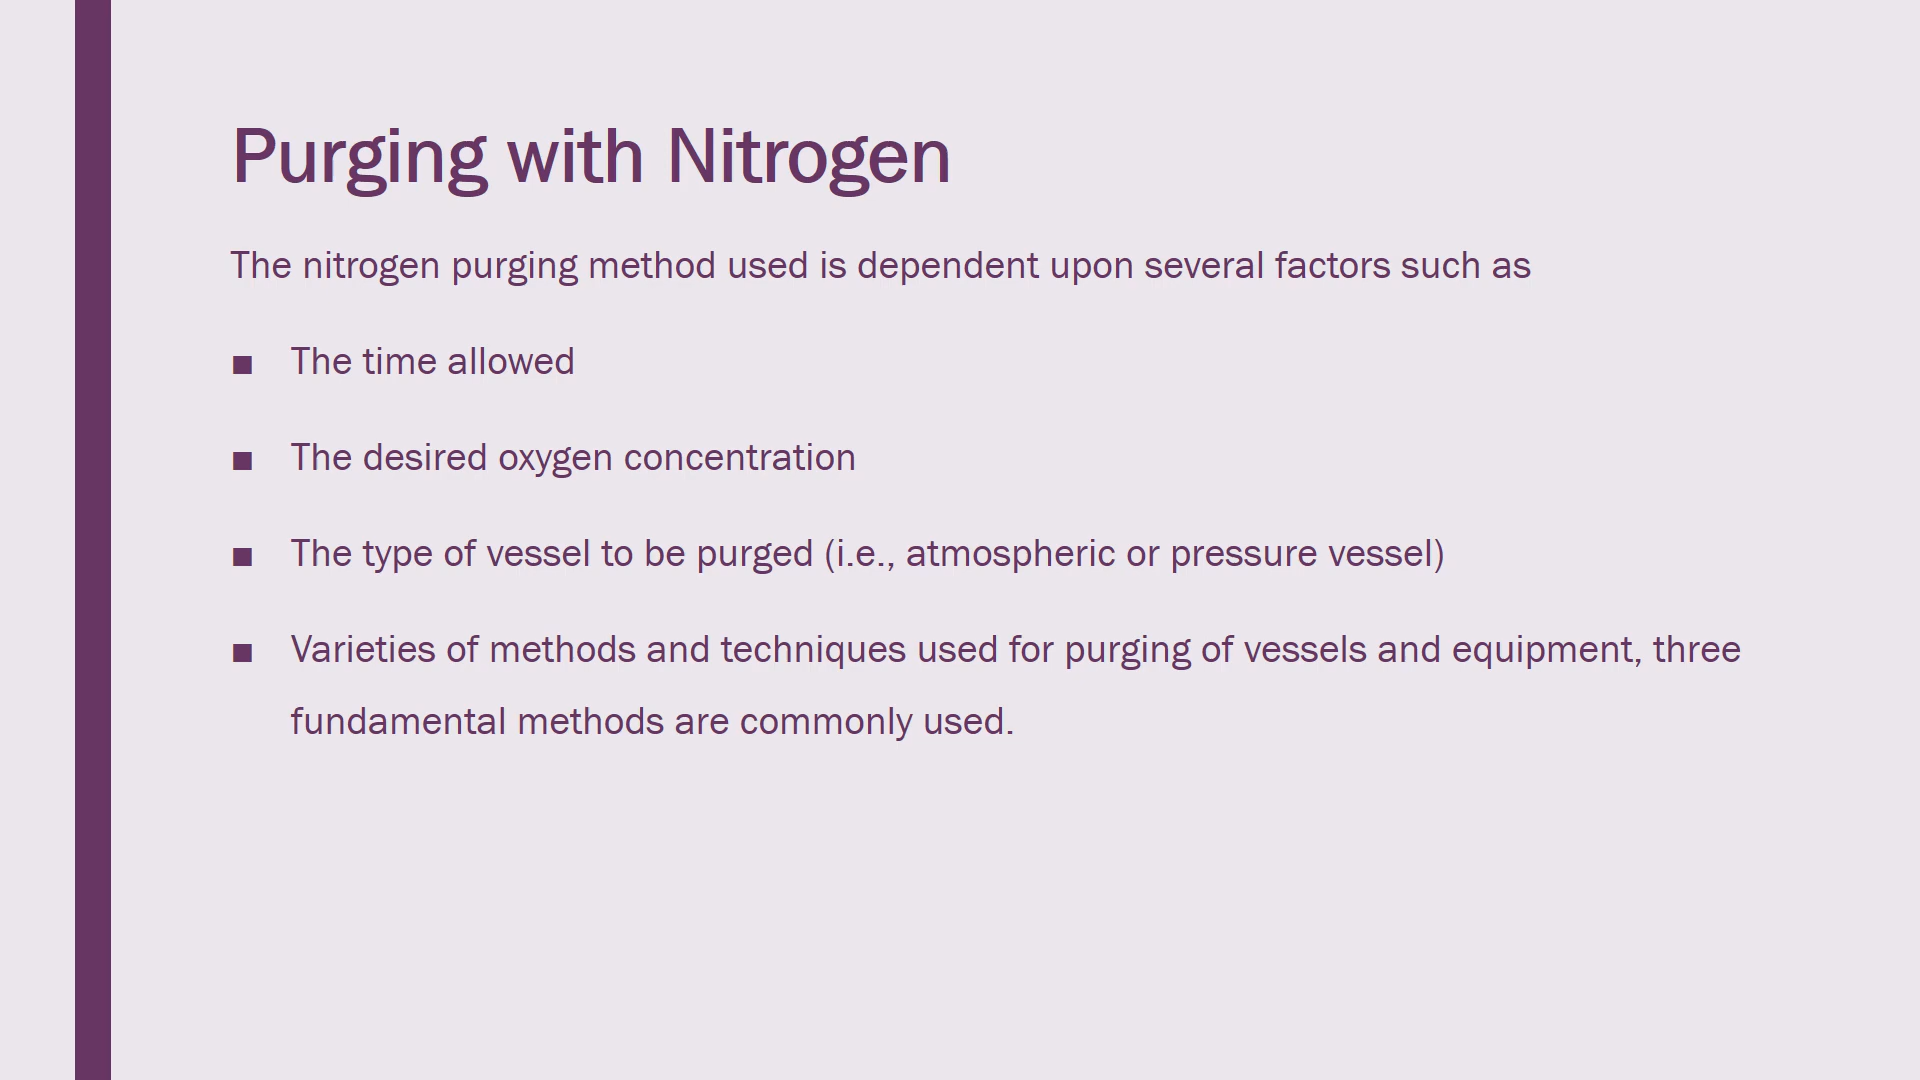 Purging with Nitrogen
The nitrogen purging method used is dependent upon several factors such as
■ The time allowed
■ The desired oxygen concentration
■ The type of vessel to be purged (i.e., atmospheric or pressure vessel)
■ Varieties of methods and techniques used for purging of vessels and equipment, three
fundamental methods are commonly used.